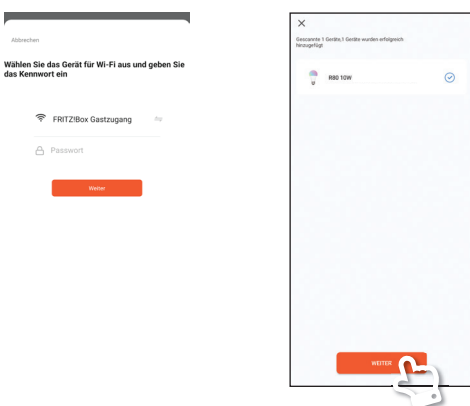 Abbrechen
Wählen Sie das Gerät für Wi-Fi aus und geben Sie
das Kennwort ein
FRITZ!Box Gastzugang
Passwort
Weiter
Gescannte 1 Geräte,1 Geräte wurden erfolgreich
hinzugefügt
R80 10W
WEITER